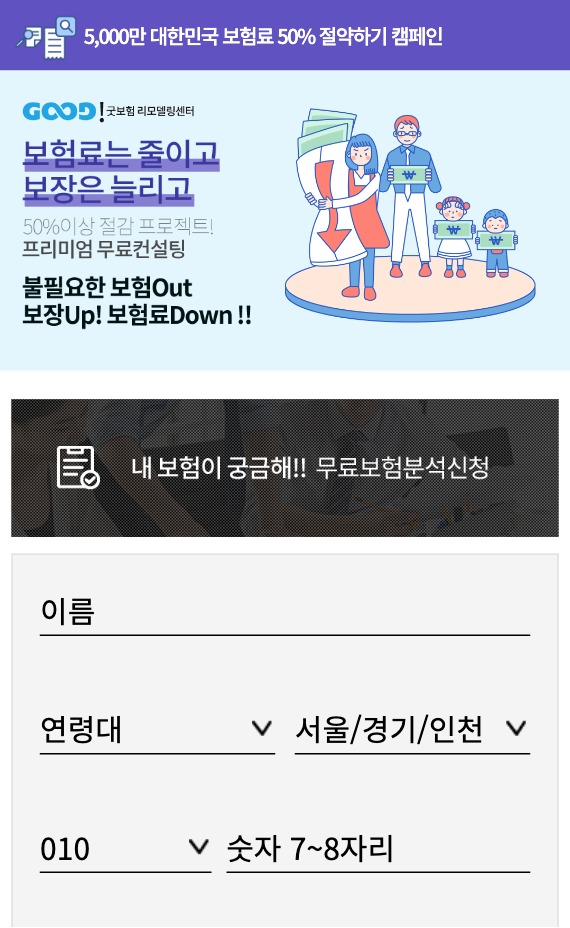 5,000만 대한민국 보험료 50% 절약하기 캠페인
GOOD! 굿보험 리모델링센터
보험료는 줄이고
보장은 늘리고
50%이상 절감 프로젝트!
프리미엄 무료컨설팅
불필요한 보험Out
보장Up! 보험료Down !!
₩ ₩ ₩
내 보험이 궁금해!! 무료보험분석신청
이름
연령대 서울/경기/인천
010 숫자 7~8자리